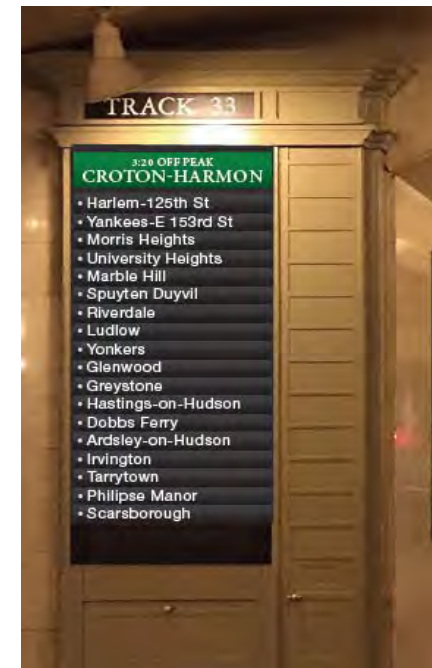 TRACK 33
3:20 OFF PEAK
CROTON-HARMON
• Harlem-125th St
• Yankees-E 153rd St
• Morris Heights
• University Heights
• Marble Hill
• Spuyten Duyvil
• Riverdale
• Ludlow
• Yonkers
• Glenwood
• Greystone
• Hastings-on-Hudson
• Dobbs Ferry
• Ardsley-on-Hudson
• Irvington
• Tarrytown
• Philipse Manor
• Scarsborough